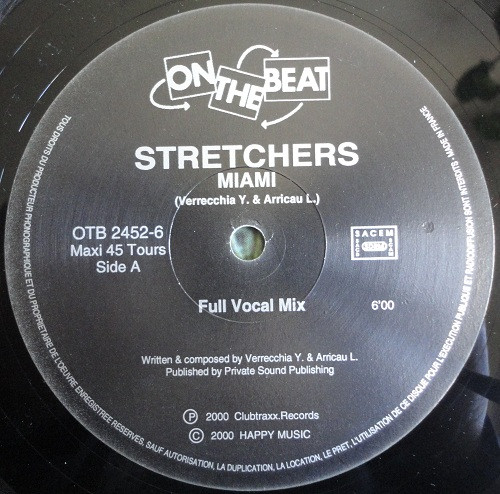 ON THE BEAT
STRETCHERS
MIAMI
(Verrecchia Y. & Arricau L.)
OTB 2452-6
Maxi 45 Tours
Side A
SACEM
Full Vocal Mix 6'00
Written & composed by Verrecchia Y. & Arricau L.
Published by Private Sound Publishing
Ⓟ 2000 Clubtraxx.Records
© 2000 HAPPY MUSIC
TOUS DROITS DU PRODUCTEUR PHONOGRAPHIQUE ET DU PROPRIETAIRE DE L'OEUVRE ENREGISTREE RESERVES, SAUF AUTORISATION, LA DUPLICATION, LA LOCATION, LE PRET, L'UTILISATION DE CE DISQUE POUR L'EXECUTION PUBLIQUE ET RADIODIFFUSION SONT INTERDITS - MADE IN FRANCE